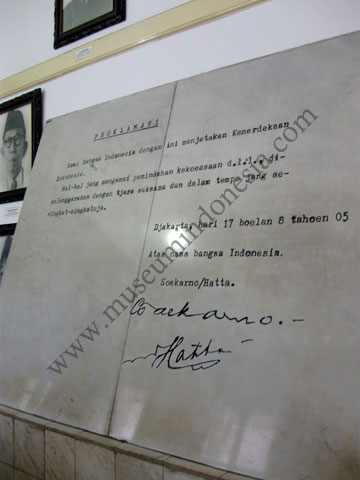 PROKLAMASI
Kami bangsa Indonesia dengan ini menjatakan Kemerdekaan
Indonesia.
Hal-hal jang mengenai pemindahan kekoeasaan d.l.l., di-
selenggarakan dengan tjara seksama dan dalam tempo jang se-
singkat-singkatnja.
Djakarta, hari 17 boelan 8 tahoen 05
Atas nama bangsa Indonesia.
Soekarno/Hatta.
Soekarno.-
Hatta
www.museumindonesia.com